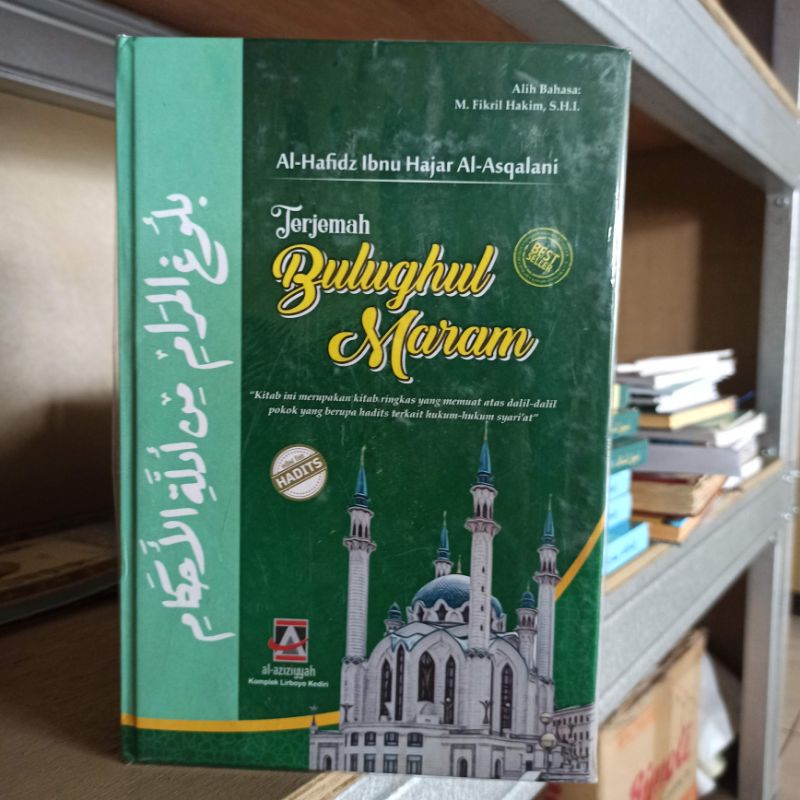 Alih Bahasa:
M. Fikril Hakim, S.H.I.
Al-Hafidz Ibnu Hajar Al-Asqalani
Terjemah
Bulughul
Maram
BEST
SELLER
"Kitab ini merupakan kitab ringkas yang memuat atas dalil-dalil
pokok yang berupa hadits terkait hukum-hukum syari'at"
HADITS
بلوغ المرام من أدلة الأحكام
al-aziziyyah
Komplek Lirboyo Kediri